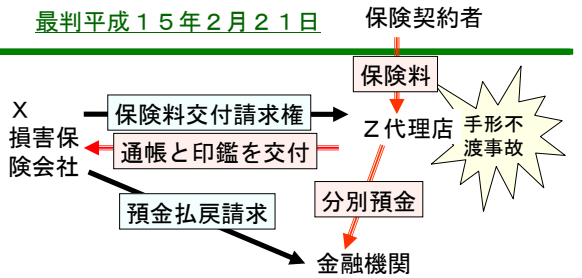 最判平成１５年２月２１日
保険契約者
保険料
X
損害保
険会社
保険料交付請求権
Z代理店
手形不
渡事故
通帳と印鑑を交付
分別預金
預金払戻請求
金融機関